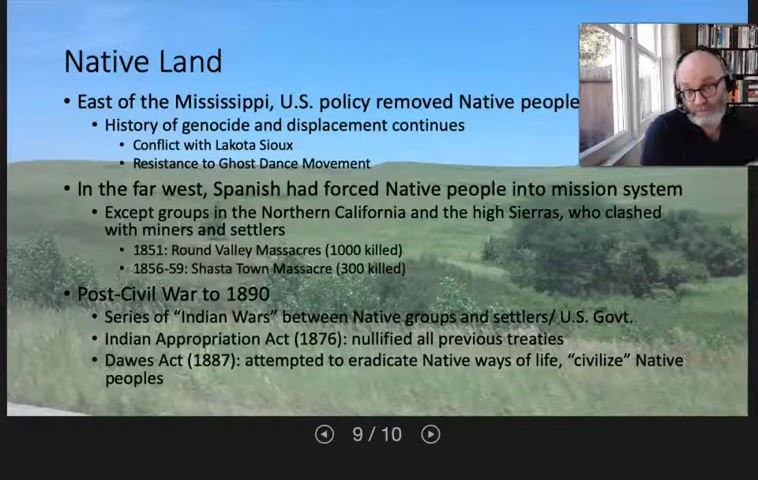 Native Land
• East of the Mississippi, U.S. policy removed Native people
• History of genocide and displacement continues
• Conflict with Lakota Sioux
• Resistance to Ghost Dance Movement
• In the far west, Spanish had forced Native people into mission system
• Except groups in the Northern California and the high Sierras, who clashed
with miners and settlers
• 1851: Round Valley Massacres (1000 killed)
• 1856-59: Shasta Town Massacre (300 killed)
• Post-Civil War to 1890
• Series of “Indian Wars” between Native groups and settlers/ U.S. Govt.
• Indian Appropriation Act (1876): nullified all previous treaties
• Dawes Act (1887): attempted to eradicate Native ways of life, “civilize” Native
peoples
9 / 10